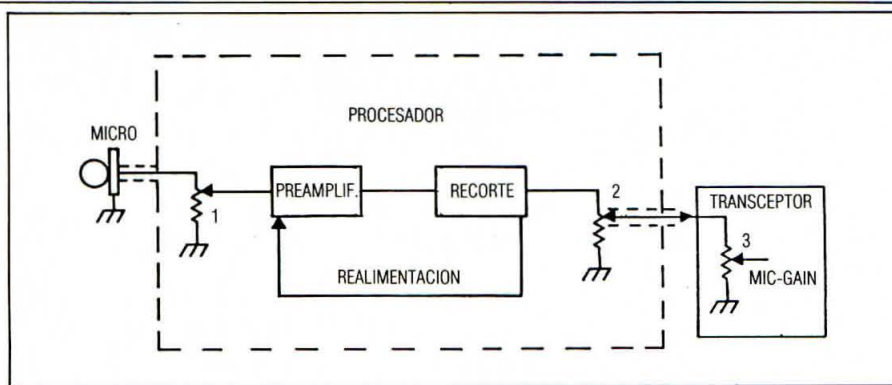 PROCESADOR
MICRO
PREAMPLIF.
RECORTE
1
2
REALIMENTACION
TRANSCEPTOR
3
MIC-GAIN